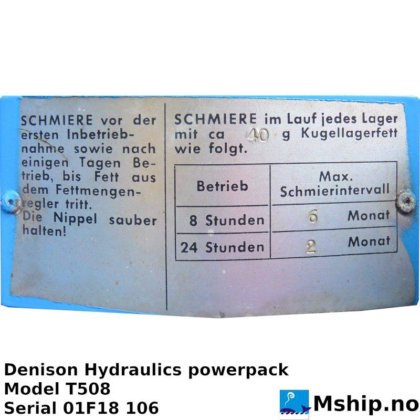 SCHMIERE vor der
ersten Inbetrieb-
nahme sowie nach
einigen Tagen Be-
trieb, bis Fett aus
dem Fettmengen-
regler tritt.
Die Nippel sauber
halten!
SCHMIERE im Lauf jedes Lager
mit ca 40 g Kugellagerfett
wie folgt.
Betrieb Max. Schmierintervall
8 Stunden 6 Monat
24 Stunden 2 Monat
Denison Hydraulics powerpack
Model T508
Serial 01F18 106
Mship.no